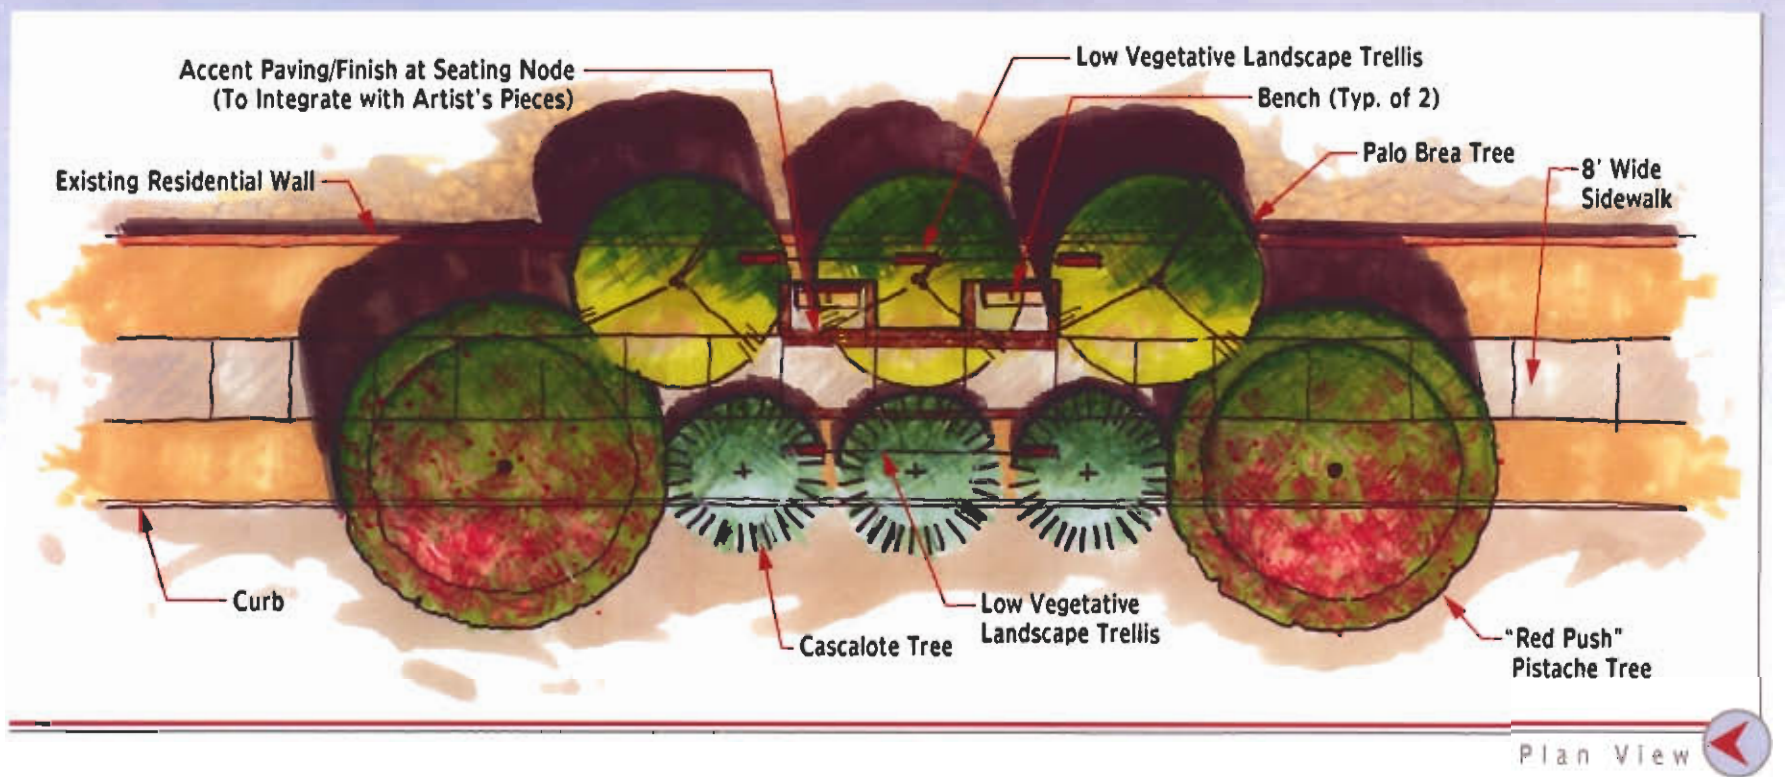 Accent Paving/Finish at Seating Node
(To Integrate with Artist's Pieces)
Low Vegetative Landscape Trellis
Bench (Typ. of 2)
Palo Brea Tree
8' Wide
Sidewalk
Existing Residential Wall
Curb
Cascalote Tree
Low Vegetative
Landscape Trellis
"Red Push"
Pistache Tree
Plan View